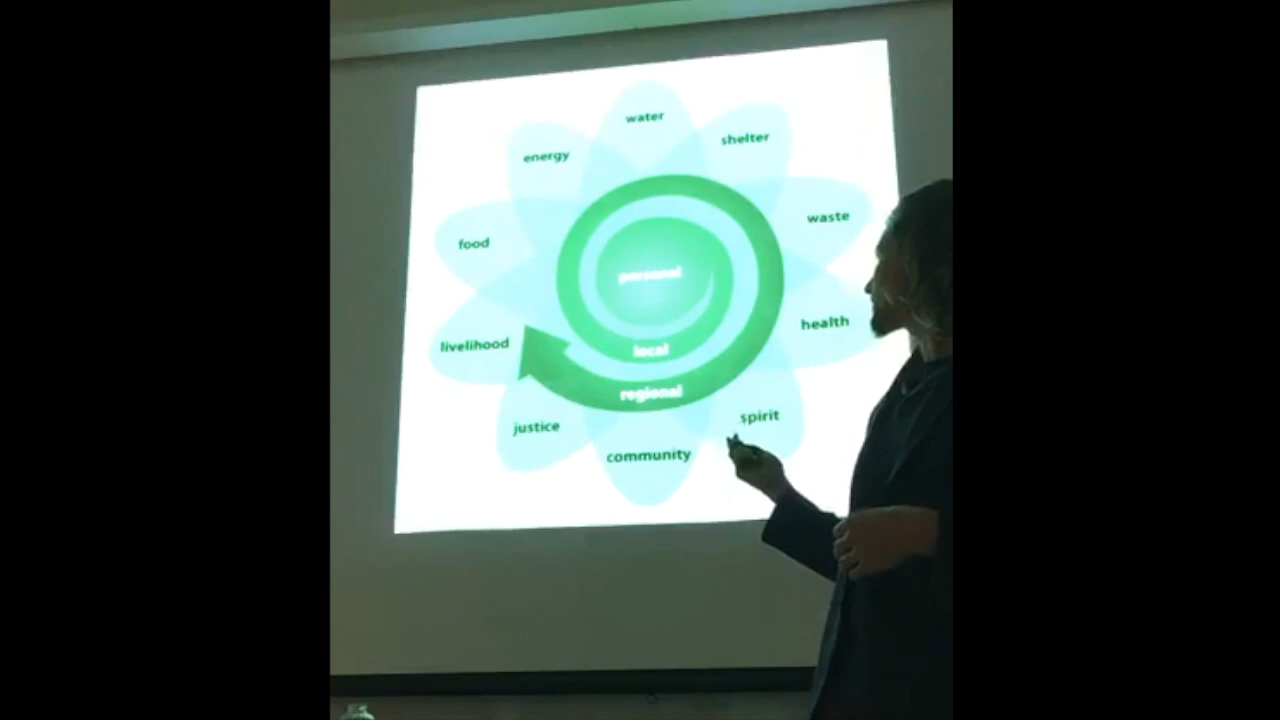 water
shelter
energy
waste
food
personal
health
livelihood
local
regional
spirit
justice
community